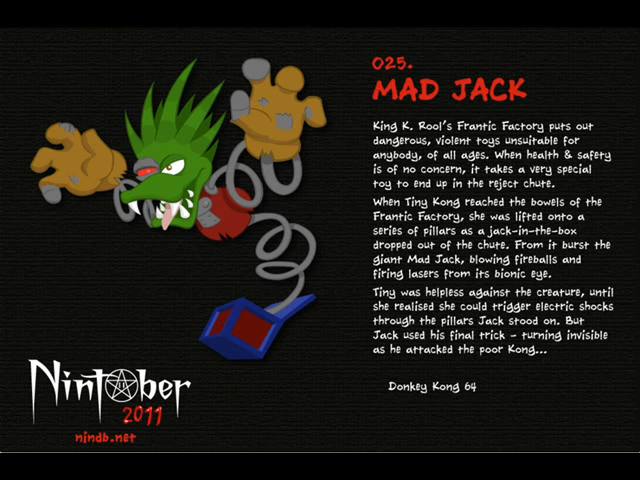 025.
MAD JACK
King K. Rool's Frantic Factory puts out
dangerous, violent toys unsuitable for
anybody, of all ages. When health & safety
is of no concern, it takes a very special
toy to end up in the reject chute.
When Tiny Kong reached the bowels of the
Frantic Factory, she was lifted onto a
series of pillars as a jack-in-the-box
dropped out of the chute. From it burst the
giant Mad Jack, blowing fireballs and
firing lasers from its bionic eye.
Tiny was helpless against the creature, until
she realised she could trigger electric shocks
through the pillars Jack stood on. But
Jack used his final trick - turning invisible
as he attacked the poor Kong...
Donkey Kong 64
Nintober
2011
nindb.net